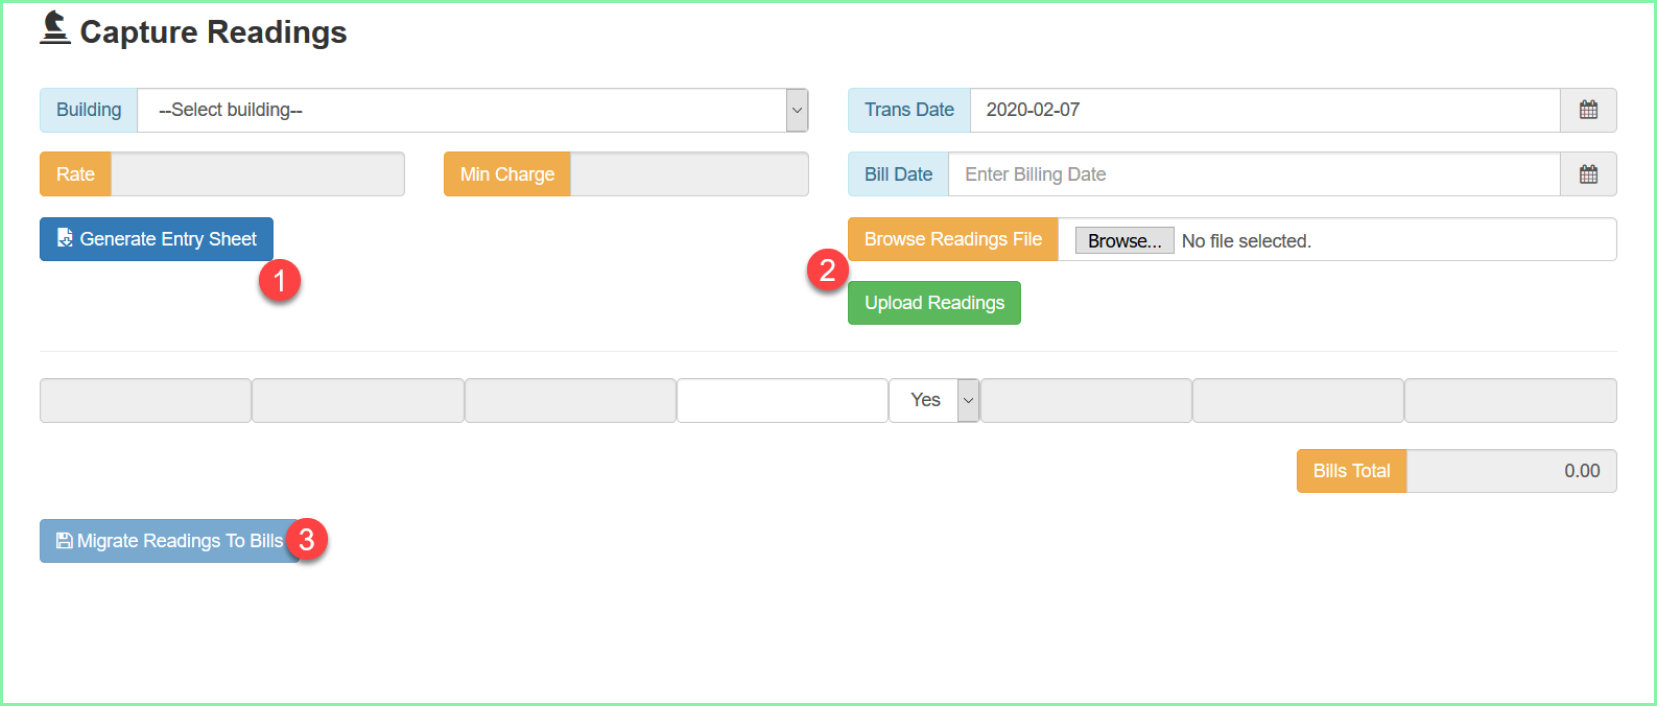 Capture Readings
Building --Select building-- Trans Date 2020-02-07
Rate Min Charge Bill Date Enter Billing Date
Generate Entry Sheet Browse Readings File Browse... No file selected.
1 2
Upload Readings
Yes
Bills Total 0.00
Migrate Readings To Bills 3